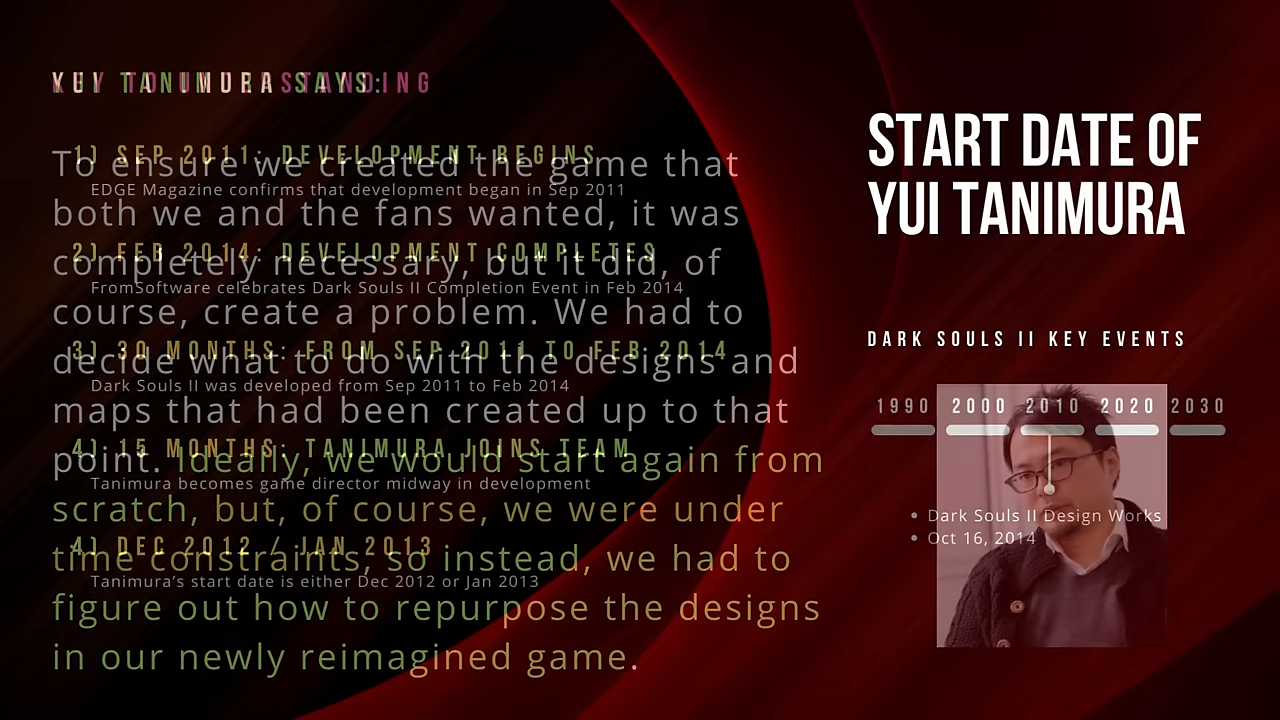 YUI TANIMURA SAYS:
KEY TO UNDERSTANDING
To ensure we created the game that
both we and the fans wanted, it was
completely necessary, but it did, of
course, create a problem. We had to
decide what to do with the designs and
maps that had been created up to that
point. Ideally, we would start again from
scratch, but, of course, we were under
time constraints, so instead, we had to
figure out how to repurpose the designs
in our newly reimagined game.
1) SEP 2011: DEVELOPMENT BEGINS
EDGE Magazine confirms that development began in Sep 2011
2) FEB 2014: DEVELOPMENT COMPLETES
FromSoftware celebrates Dark Souls II Completion Event in Feb 2014
3) 30 MONTHS: FROM SEP 2011 TO FEB 2014
Dark Souls II was developed from Sep 2011 to Feb 2014
4) 15 MONTHS: TANIMURA JOINS TEAM
Tanimura becomes game director midway in development
4) DEC 2012 / JAN 2013
Tanimura's start date is either Dec 2012 or Jan 2013
START DATE OF
YUI TANIMURA
DARK SOULS II KEY EVENTS
1990 2000 2010 2020 2030
• Dark Souls II Design Works
• Oct 16, 2014